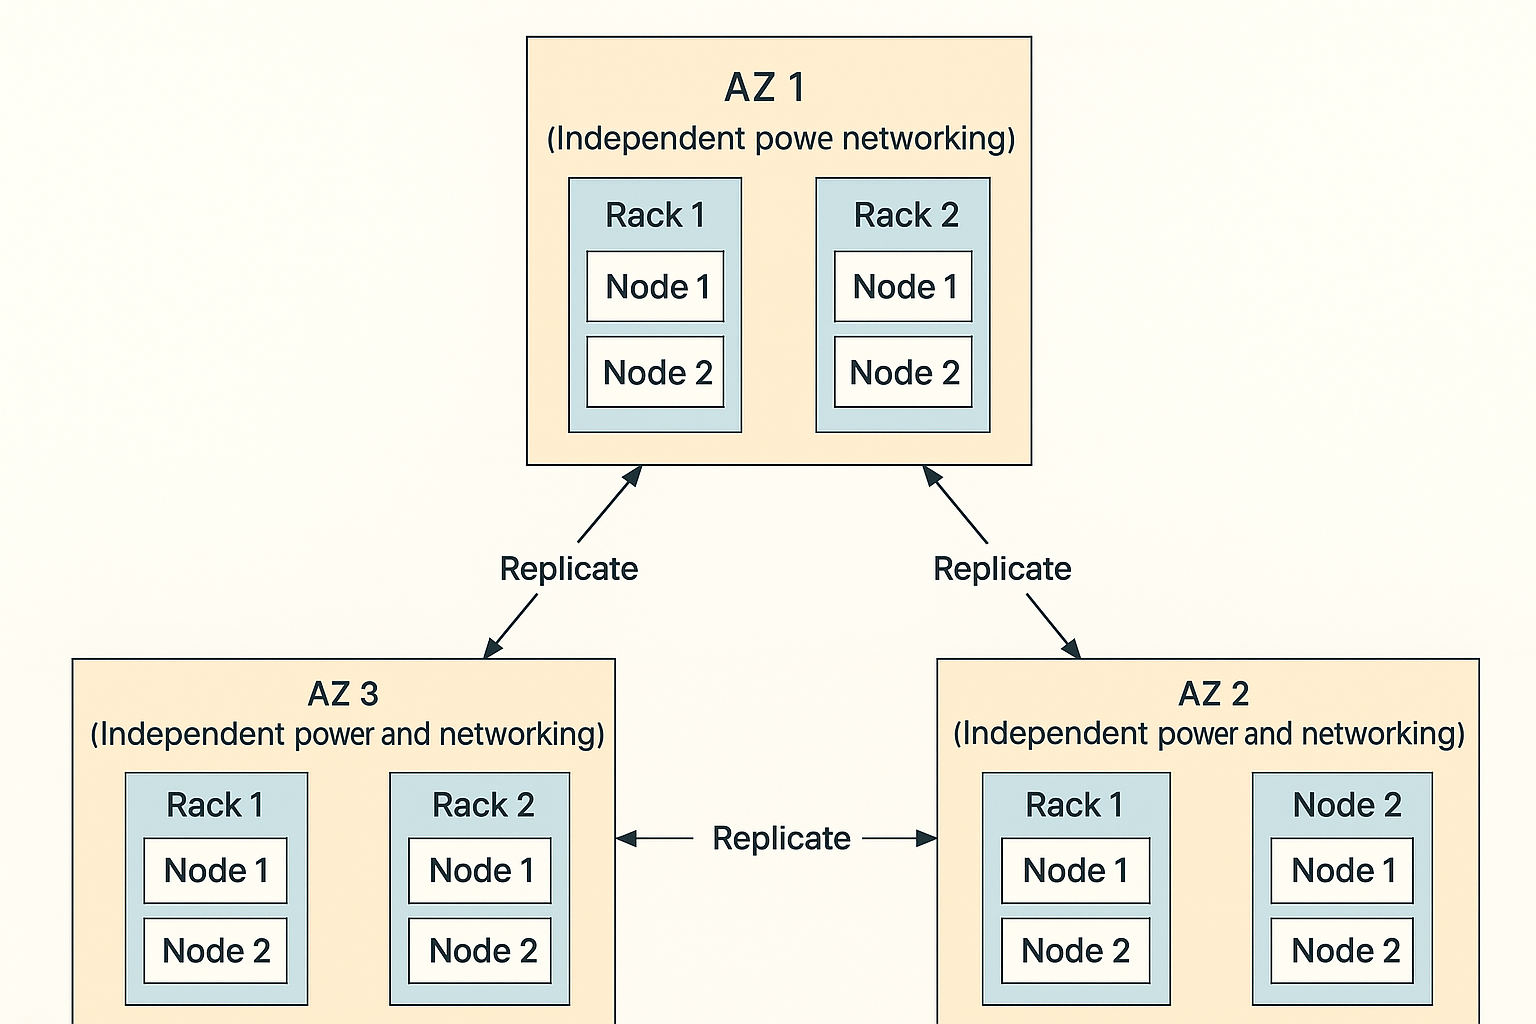 AZ 1
(Independent powe networking)
Rack 1
Node 1
Node 2
Rack 2
Node 1
Node 2
Replicate
Replicate
AZ 3
(Independent power and networking)
Rack 1
Node 1
Node 2
Rack 2
Node 1
Node 2
Replicate
AZ 2
(Independent power and networking)
Rack 1
Node 1
Node 2
Node 2
Node 1
Node 2